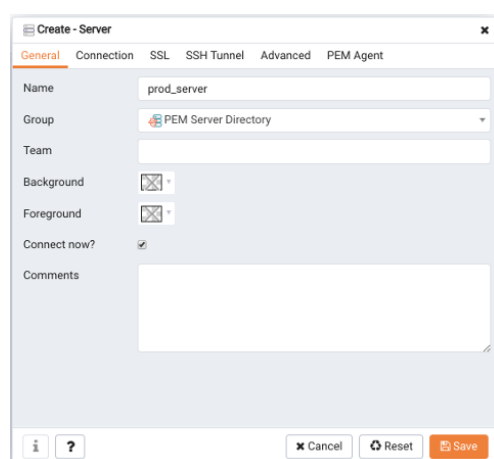 Create - Server
General Connection SSL SSH Tunnel Advanced PEM Agent
Name prod_server
Group PEM Server Directory
Team
Background
Foreground
Connect now?
Comments
i ? Cancel Reset Save